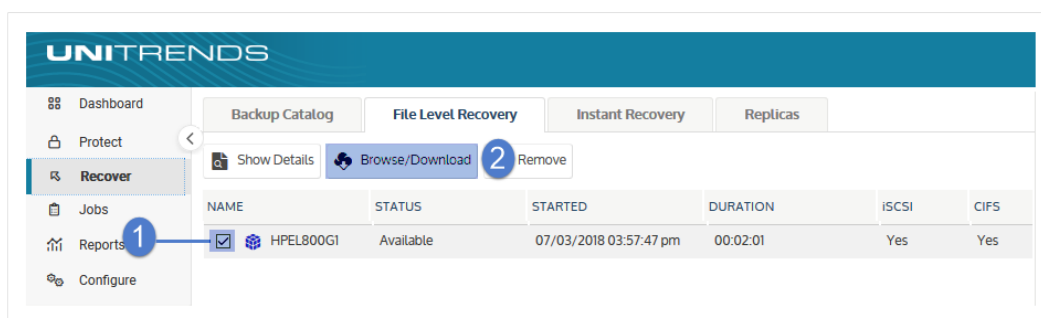 UNITRENDS
Dashboard
Protect
Recover
Jobs
Reports
Configure
Backup Catalog File Level Recovery Instant Recovery Replicas
Show Details Browse/Download 2 Remove
NAME STATUS STARTED DURATION iSCSI CIFS
1 HPEL800G1 Available 07/03/2018 03:57:47 pm 00:02:01 Yes Yes